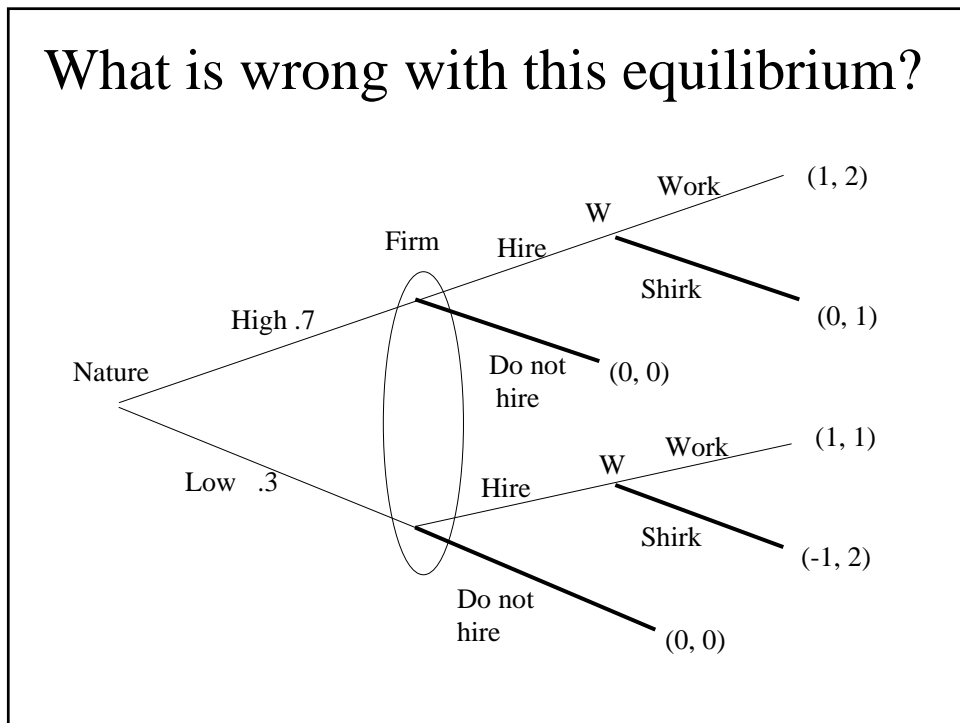 What is wrong with this equilibrium?
Work
(1, 2)
W
Firm
Hire
Shirk
High .7
(0, 1)
Nature
Do not
hire
(0, 0)
(1, 1)
Work
W
Low .3
Hire
Shirk
(-1, 2)
Do not
hire
(0, 0)